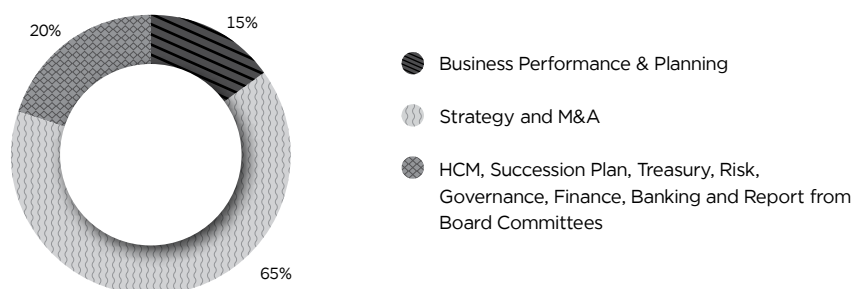 20%
15%
Business Performance & Planning
Strategy and M&A
HCM, Succession Plan, Treasury, Risk,
Governance, Finance, Banking and Report from
Board Committees
65%